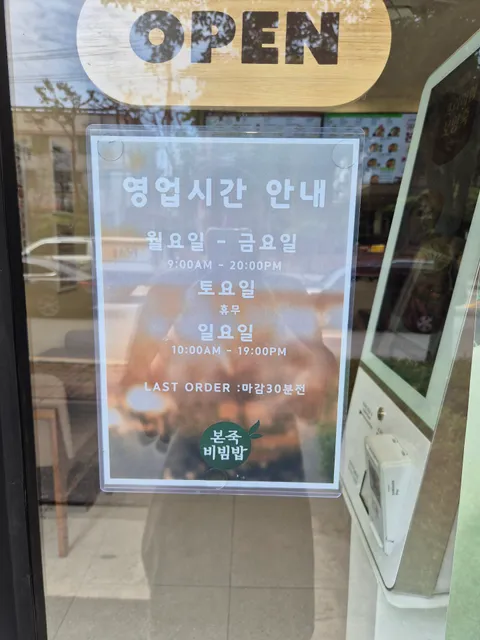 OPEN
영업시간 안내
월요일 - 금요일
9:00AM - 20:00PM
토요일
휴무
일요일
10:00AM - 19:00PM
LAST ORDER :마감30분전
본죽
비빔밥